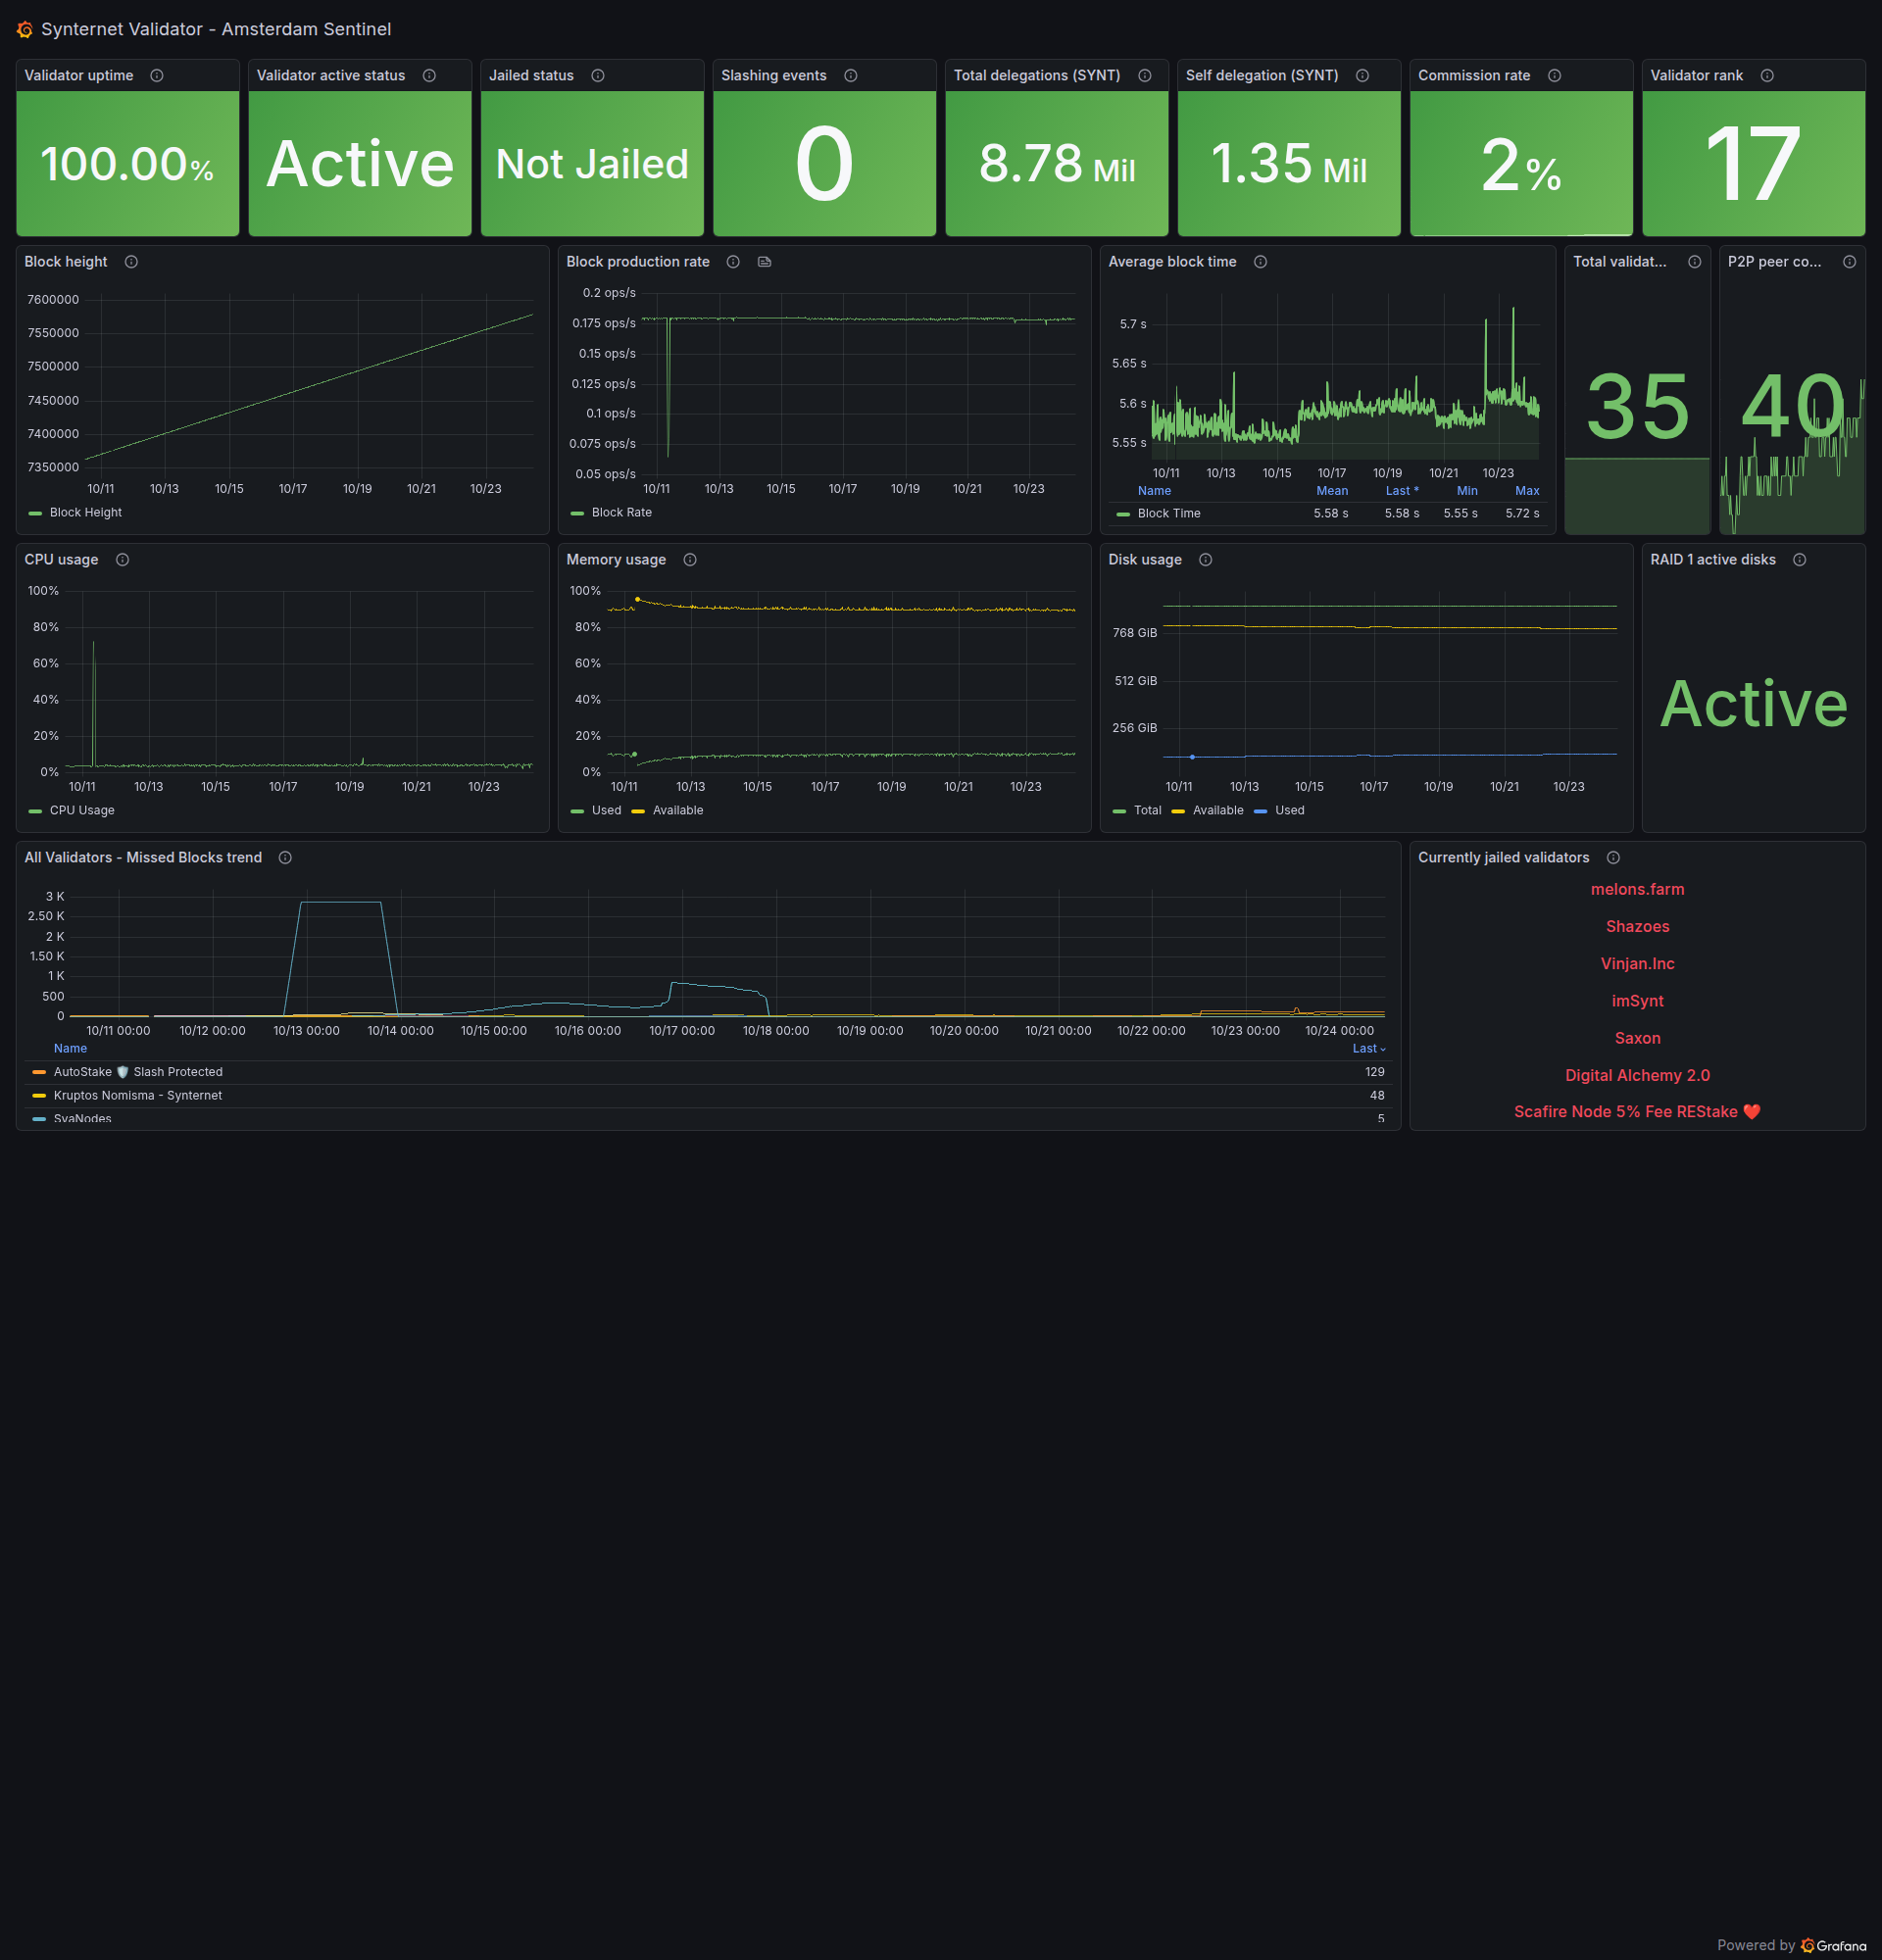 Synternet Validator - Amsterdam Sentinel
Validator uptime
100.00%
Validator active status
Active
Jailed status
Not Jailed
Slashing events
0
Total delegations (SYNT)
8.78 Mil
Self delegation (SYNT)
1.35 Mil
Commission rate
2%
Validator rank
17
Block height
7600000
7550000
7500000
7450000
7400000
7350000
10/11 10/13 10/15 10/17 10/19 10/21 10/23
Block Height
Block production rate
0.2 ops/s
0.175 ops/s
0.15 ops/s
0.125 ops/s
0.1 ops/s
0.075 ops/s
0.05 ops/s
10/11 10/13 10/15 10/17 10/19 10/21 10/23
Block Rate
Average block time
5.7 s
5.65 s
5.6 s
5.55 s
10/11 10/13 10/15 10/17 10/19 10/21 10/23
Name Mean Last * Min Max
Block Time 5.58 s 5.58 s 5.55 s 5.72 s
Total validat...
35
P2P peer co...
40
CPU usage
100%
80%
60%
40%
20%
0%
10/11 10/13 10/15 10/17 10/19 10/21 10/23
CPU Usage
Memory usage
100%
80%
60%
40%
20%
0%
10/11 10/13 10/15 10/17 10/19 10/21 10/23
Used Available
Disk usage
768 GiB
512 GiB
256 GiB
10/11 10/13 10/15 10/17 10/19 10/21 10/23
Total Available Used
RAID 1 active disks
Active
All Validators - Missed Blocks trend
3 K
2.50 K
2 K
1.50 K
1 K
500
0
10/11 00:00 10/12 00:00 10/13 00:00 10/14 00:00 10/15 00:00 10/16 00:00 10/17 00:00 10/18 00:00 10/19 00:00 10/20 00:00 10/21 00:00 10/22 00:00 10/23 00:00 10/24 00:00
Name Last
AutoStake 🛡️ Slash Protected 129
Kruptos Nomisma - Synternet 48
SyaNodes 5
Currently jailed validators
melons.farm
Shazoes
Vinjan.Inc
imSynt
Saxon
Digital Alchemy 2.0
Scafire Node 5% Fee REStake ❤️
Powered by Grafana